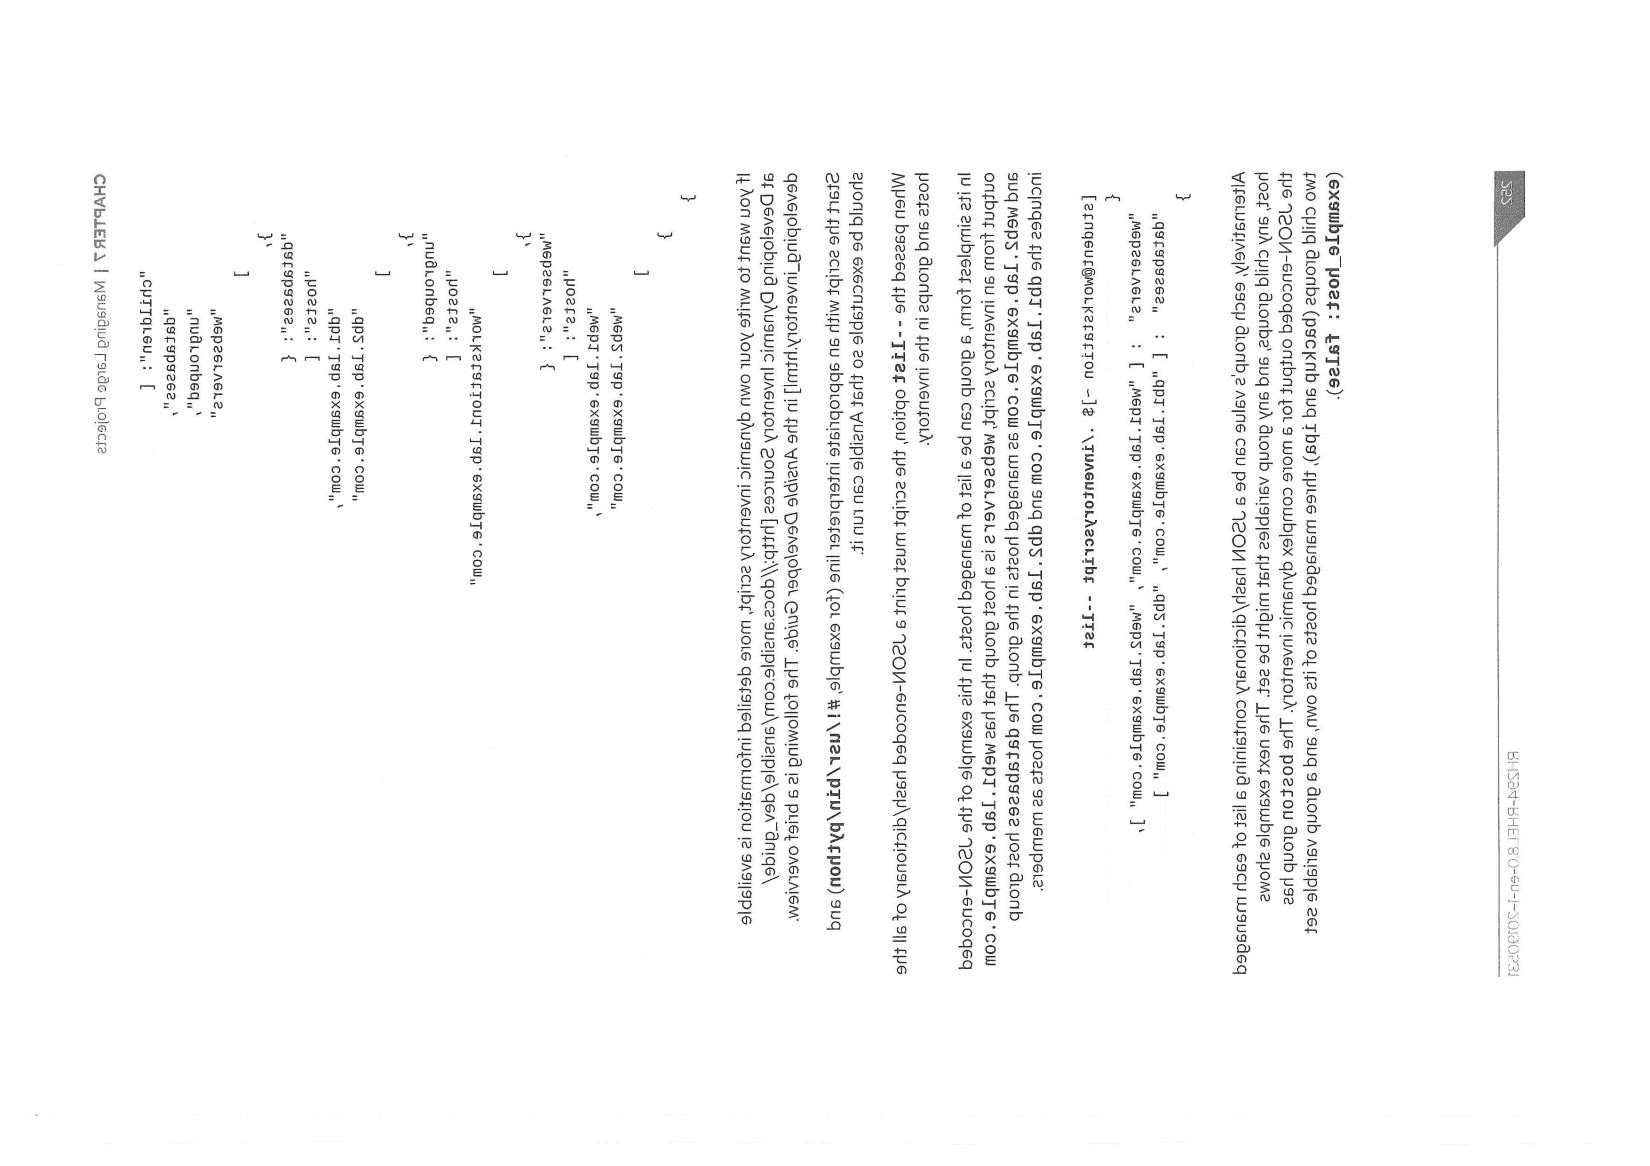 CHAPTER 7 | Managing Large Projects
"children": [
"databases",
"ungrouped",
"webservers"
]
},
"databases": {
"hosts": [
"db1.lab.example.com",
"db2.lab.example.com"
]
},
"ungrouped": {
"hosts": [
"workstation1.lab.example.com"
]
},
"webservers": {
"hosts": [
"web1.lab.example.com",
"web2.lab.example.com"
]
}
}
If you want to write your own dynamic inventory script, more detailed information is available
at Developing Dynamic Inventory Sources [http://docs.ansible.com/ansible/dev_guide/
developing_inventory.html] in the Ansible Developer Guide. The following is a brief overview.
Start the script with an appropriate interpreter line (for example, #!/usr/bin/python) and
should be executable so that Ansible can run it.
When passed the --list option, the script must print a JSON-encoded hash/dictionary of all the
hosts and groups in the inventory.
In its simplest form, a group can be a list of managed hosts. In this example of the JSON-encoded
output from an inventory script, webservers is a host group that has web1.lab.example.com
and web2.lab.example.com as managed hosts in the group. The databases host group
includes the db1.lab.example.com and db2.lab.example.com hosts as members.
[student@workstation ~]$ ./inventoryscript --list
{
"webservers" : [ "web1.lab.example.com", "web2.lab.example.com" ],
"databases" : [ "db1.lab.example.com", "db2.lab.example.com" ]
}
Alternatively, each group's value can be a JSON hash/dictionary containing a list of each managed
host, any child groups, and any group variables that might be set. The next example shows
the JSON-encoded output for a more complex dynamic inventory. The boston group has
two child groups (backup and ipa), three managed hosts of its own, and a group variable set
(example_host: false).
252
RH294-RHEL8.0-en-1-20190531